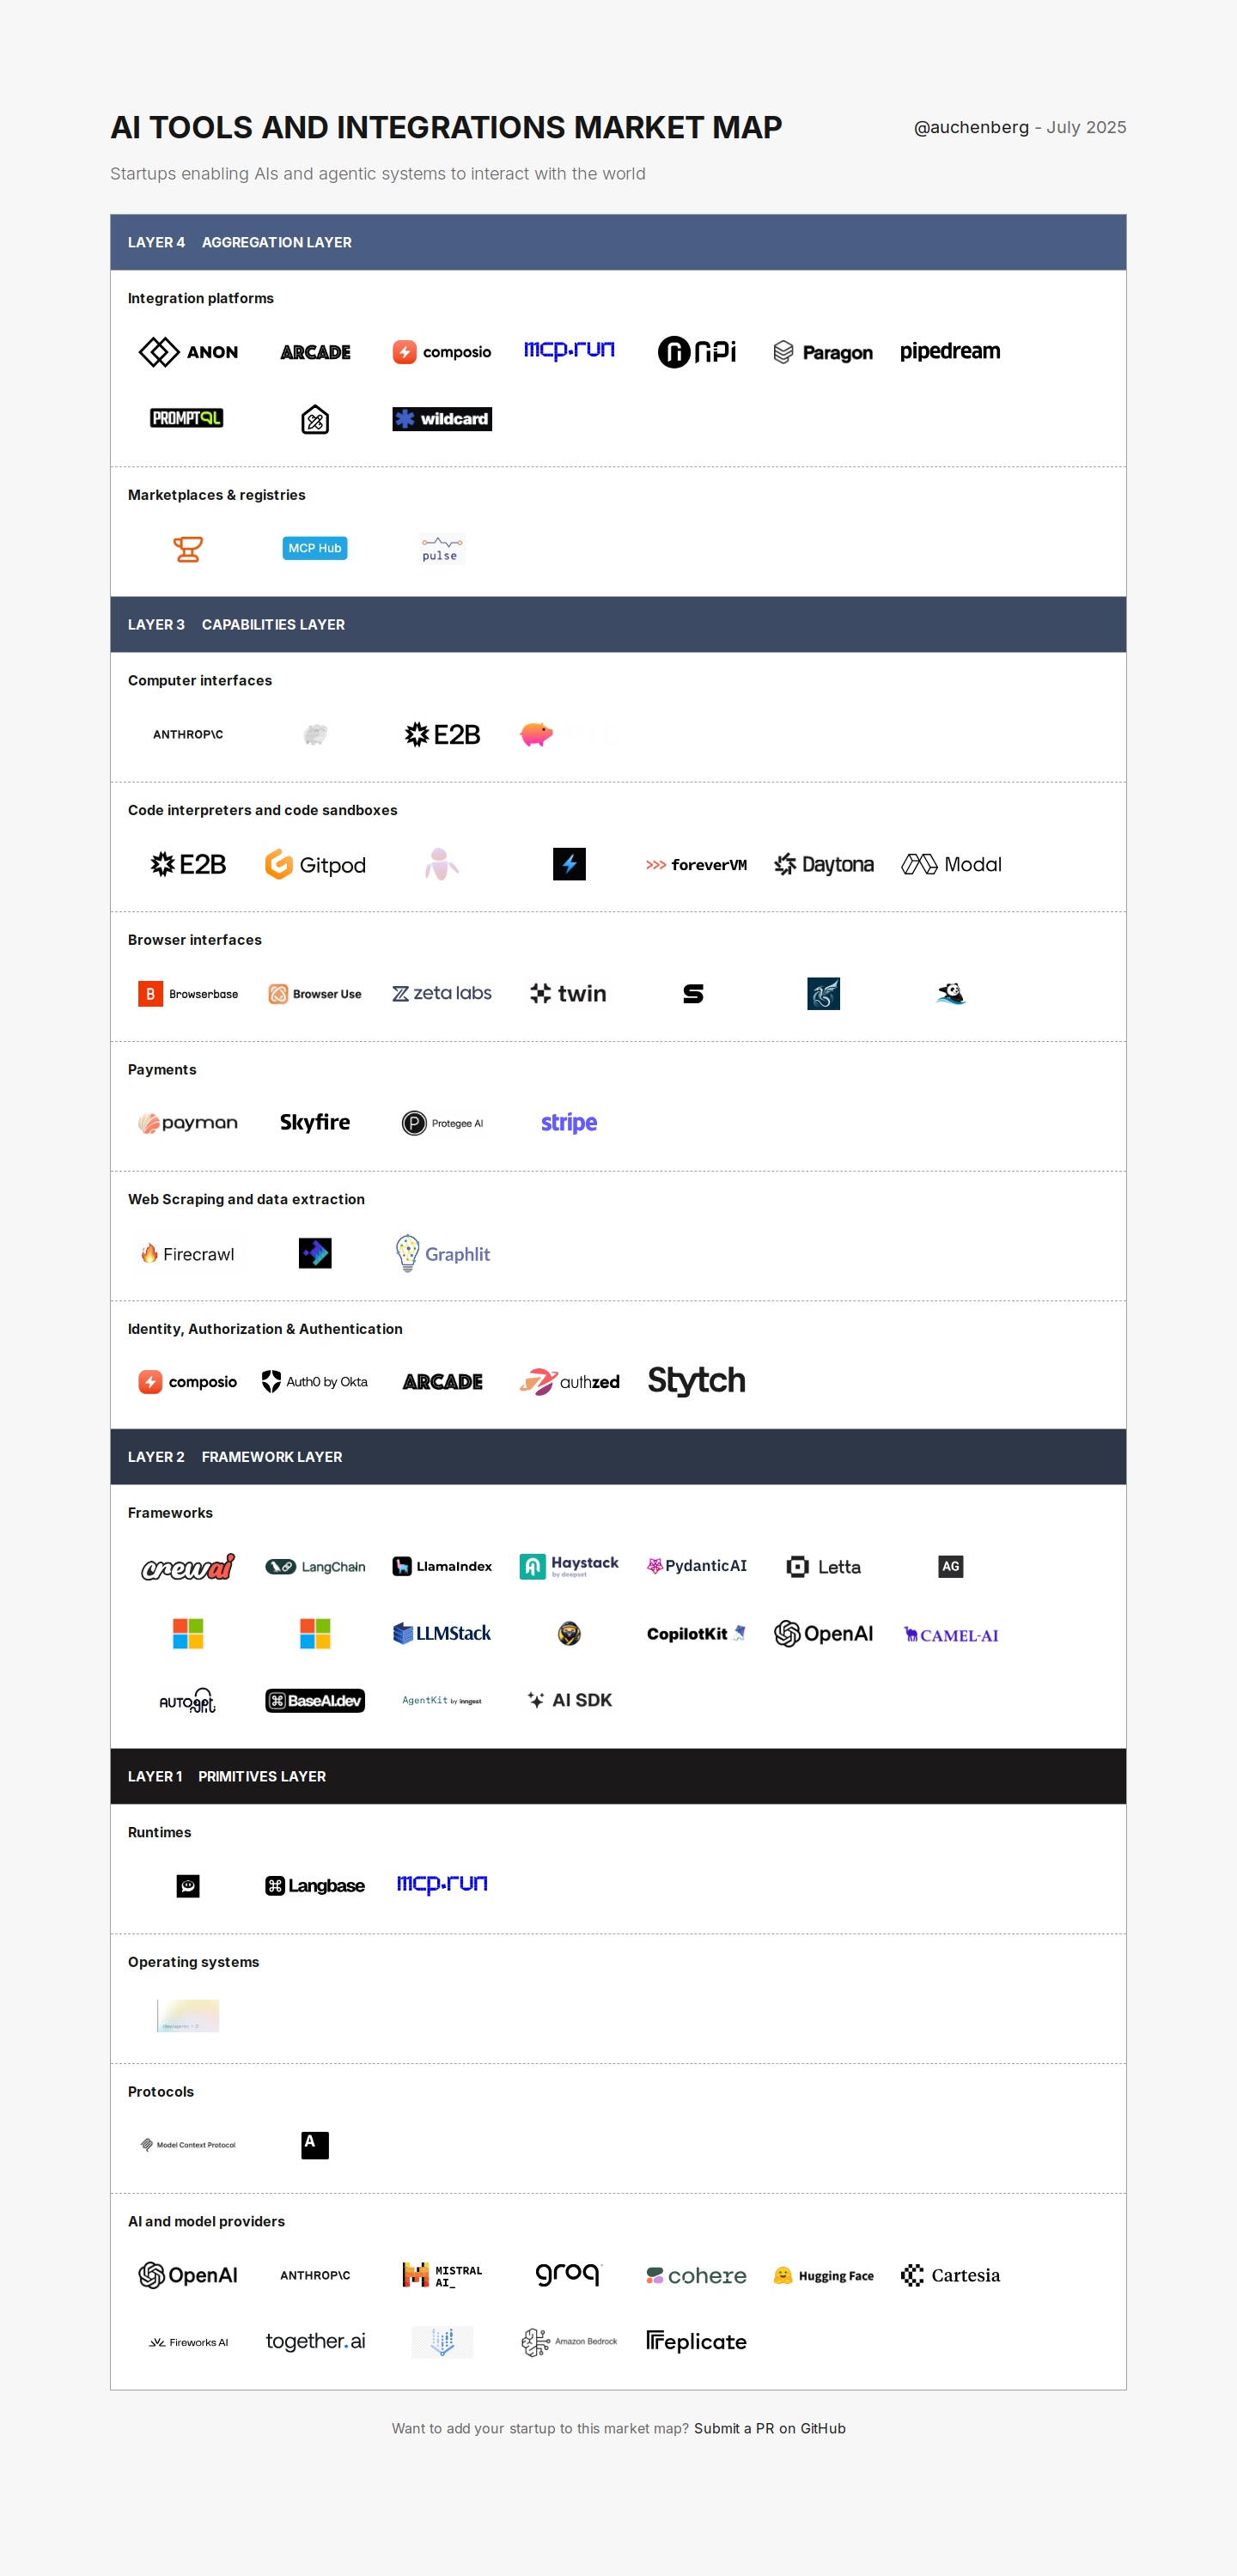 AI TOOLS AND INTEGRATIONS MARKET MAP
@auchenberg - July 2025
Startups enabling AIs and agentic systems to interact with the world
LAYER 4 AGGREGATION LAYER
Integration platforms
ANON ARCADE composio mcp.run npi Paragon pipedream
PROMPTQL wildcard
Marketplaces & registries
MCP Hub pulse
LAYER 3 CAPABILITIES LAYER
Computer interfaces
ANTHROP\C E2B
Code interpreters and code sandboxes
E2B Gitpod >>> foreverVM Daytona Modal
Browser interfaces
B Browserbase Browser Use zeta labs twin S
Payments
payman Skyfire P Protegee AI stripe
Web Scraping and data extraction
Firecrawl Graphlit
Identity, Authorization & Authentication
composio Auth0 by Okta ARCADE authzed Stytch
LAYER 2 FRAMEWORK LAYER
Frameworks
crewai LangChain LlamaIndex Haystack by deepset PydanticAI Letta AG
LLMStack CopilotKit OpenAI CAMEL-AI
AUTOgpt BaseAI.dev AgentKit by inngest AI SDK
LAYER 1 PRIMITIVES LAYER
Runtimes
Langbase mcp.run
Operating systems
Protocols
Model Context Protocol A
AI and model providers
OpenAI ANTHROP\C MISTRAL AI_ groq cohere Hugging Face Cartesia
Fireworks AI together.ai Amazon Bedrock replicate
Want to add your startup to this market map? Submit a PR on GitHub